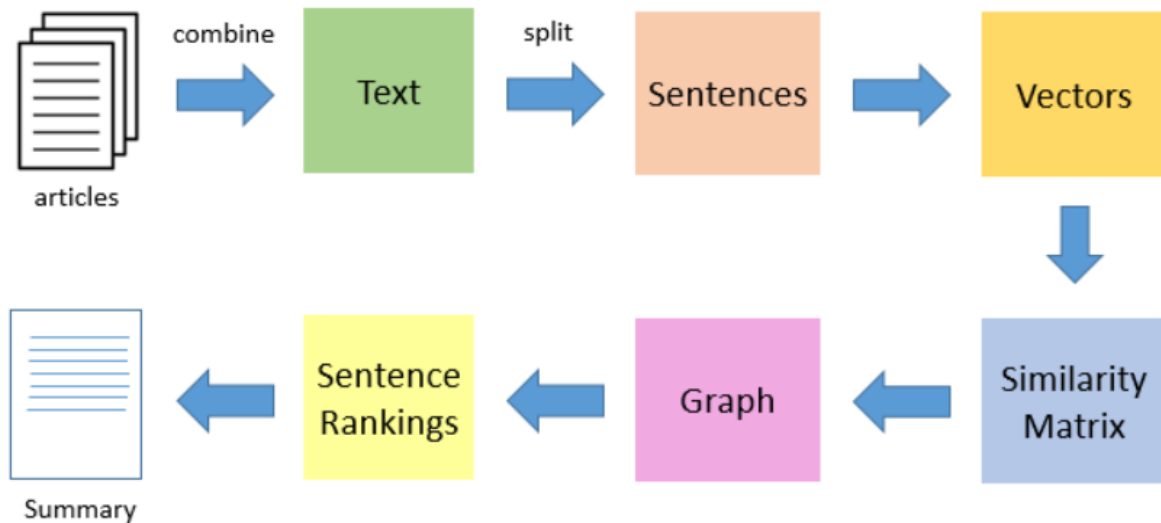 combine
split
Text
Sentences
Vectors
articles
Similarity
Matrix
Graph
Sentence
Rankings
Summary